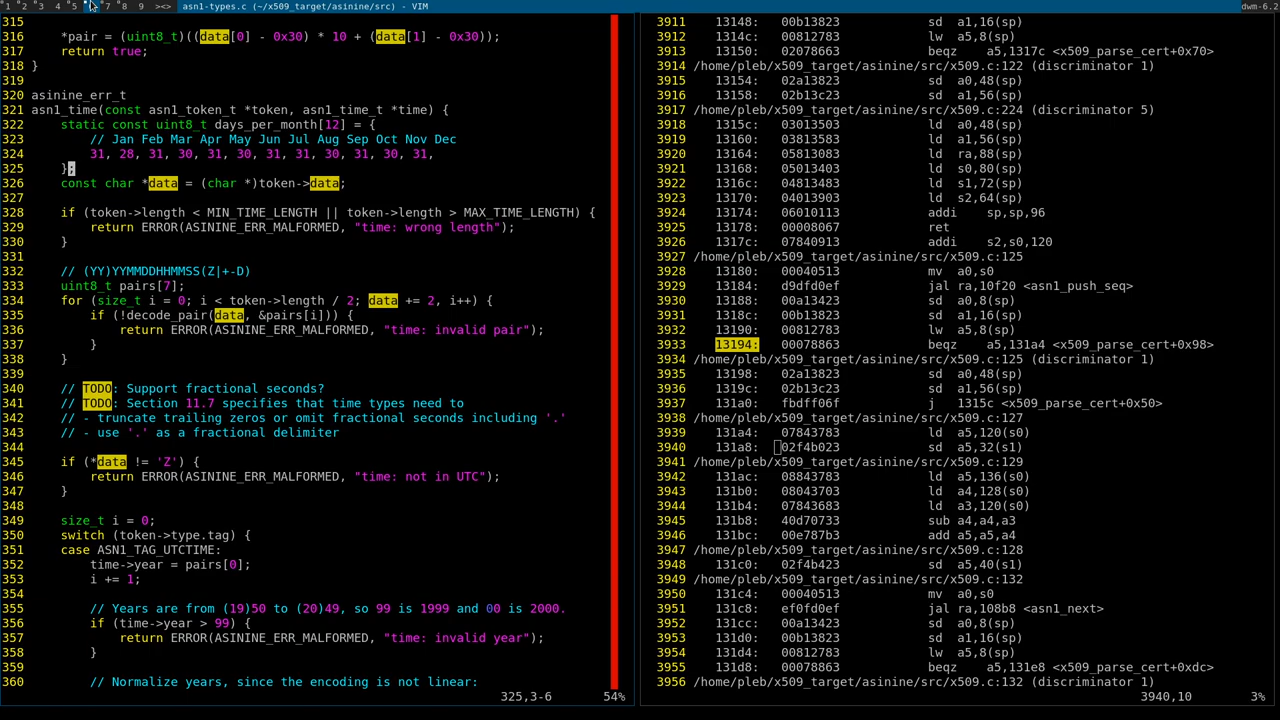 1 2 3 4 5 6 7 8 9 ><> asn1-types.c (~/x509_target/asinine/src) - VIM dwm-6.2
315
316     *pair = (uint8_t)((data[0] - 0x30) * 10 + (data[1] - 0x30));
317     return true;
318 }
319
320 asinine_err_t
321 asn1_time(const asn1_token_t *token, asn1_time_t *time) {
322     static const uint8_t days_per_month[12] = {
323         // Jan Feb Mar Apr May Jun Jul Aug Sep Oct Nov Dec
324         31, 28, 31, 30, 31, 30, 31, 31, 30, 31, 30, 31,
325     };
326     const char *data = (char *)token->data;
327
328     if (token->length < MIN_TIME_LENGTH || token->length > MAX_TIME_LENGTH) {
329         return ERROR(ASININE_ERR_MALFORMED, "time: wrong length");
330     }
331
332     // (YY)YYMMDDHHMMSS(Z|+-D)
333     uint8_t pairs[7];
334     for (size_t i = 0; i < token->length / 2; data += 2, i++) {
335         if (!decode_pair(data, &pairs[i])) {
336             return ERROR(ASININE_ERR_MALFORMED, "time: invalid pair");
337         }
338     }
339
340     // TODO: Support fractional seconds?
341     // TODO: Section 11.7 specifies that time types need to
342     // - truncate trailing zeros or omit fractional seconds including '.'
343     // - use '.' as a fractional delimiter
344
345     if (*data != 'Z') {
346         return ERROR(ASININE_ERR_MALFORMED, "time: not in UTC");
347     }
348
349     size_t i = 0;
350     switch (token->type.tag) {
351     case ASN1_TAG_UTCTIME:
352         time->year = pairs[0];
353         i += 1;
354
355         // Years are from (19)50 to (20)49, so 99 is 1999 and 00 is 2000.
356         if (time->year > 99) {
357             return ERROR(ASININE_ERR_MALFORMED, "time: invalid year");
358         }
359
360         // Normalize years, since the encoding is not linear:
325,3-6 54%
3911    13148:   00b13823    sd  a1,16(sp)
3912    1314c:   00812783    lw  a5,8(sp)
3913    13150:   02078663    beqz    a5,1317c <x509_parse_cert+0x70>
3914 /home/pleb/x509_target/asinine/src/x509.c:122 (discriminator 1)
3915    13154:   02a13823    sd  a0,48(sp)
3916    13158:   02b13c23    sd  a1,56(sp)
3917 /home/pleb/x509_target/asinine/src/x509.c:224 (discriminator 5)
3918    1315c:   03013503    ld  a0,48(sp)
3919    13160:   03813583    ld  a1,56(sp)
3920    13164:   05813083    ld  ra,88(sp)
3921    13168:   05013403    ld  s0,80(sp)
3922    1316c:   04813483    ld  s1,72(sp)
3923    13170:   04013903    ld  s2,64(sp)
3924    13174:   06010113    addi    sp,sp,96
3925    13178:   00008067    ret
3926    1317c:   07840913    addi    s2,s0,120
3927 /home/pleb/x509_target/asinine/src/x509.c:125
3928    13180:   00040513    mv  a0,s0
3929    13184:   d9dfd0ef    jal ra,10f20 <asn1_push_seq>
3930    13188:   00a13423    sd  a0,8(sp)
3931    1318c:   00b13823    sd  a1,16(sp)
3932    13190:   00812783    lw  a5,8(sp)
3933    13194:   00078863    beqz    a5,131a4 <x509_parse_cert+0x98>
3934 /home/pleb/x509_target/asinine/src/x509.c:125 (discriminator 1)
3935    13198:   02a13823    sd  a0,48(sp)
3936    1319c:   02b13c23    sd  a1,56(sp)
3937    131a0:   fbdff06f    j   1315c <x509_parse_cert+0x50>
3938 /home/pleb/x509_target/asinine/src/x509.c:127
3939    131a4:   07843783    ld  a5,120(s0)
3940    131a8:   02f4b023    sd  a5,32(s1)
3941 /home/pleb/x509_target/asinine/src/x509.c:129
3942    131ac:   08843783    ld  a5,136(s0)
3943    131b0:   08043703    ld  a4,128(s0)
3944    131b4:   07843683    ld  a3,120(s0)
3945    131b8:   40d70733    sub a4,a4,a3
3946    131bc:   00e787b3    add a5,a5,a4
3947 /home/pleb/x509_target/asinine/src/x509.c:128
3948    131c0:   02f4b423    sd  a5,40(s1)
3949 /home/pleb/x509_target/asinine/src/x509.c:132
3950    131c4:   00040513    mv  a0,s0
3951    131c8:   ef0fd0ef    jal ra,108b8 <asn1_next>
3952    131cc:   00a13423    sd  a0,8(sp)
3953    131d0:   00b13823    sd  a1,16(sp)
3954    131d4:   00812783    lw  a5,8(sp)
3955    131d8:   00078863    beqz    a5,131e8 <x509_parse_cert+0xdc>
3956 /home/pleb/x509_target/asinine/src/x509.c:132 (discriminator 1)
3940,10 3%